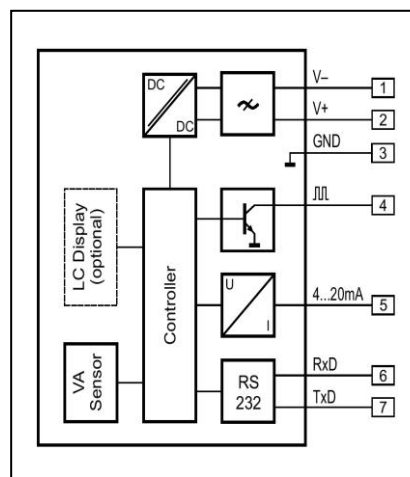 DC
DC
V–
1
V+
2
GND
3
4
LC Display
(optional)
Controller
U
I
4...20mA
5
VA
Sensor
RS
232
RxD
6
TxD
7